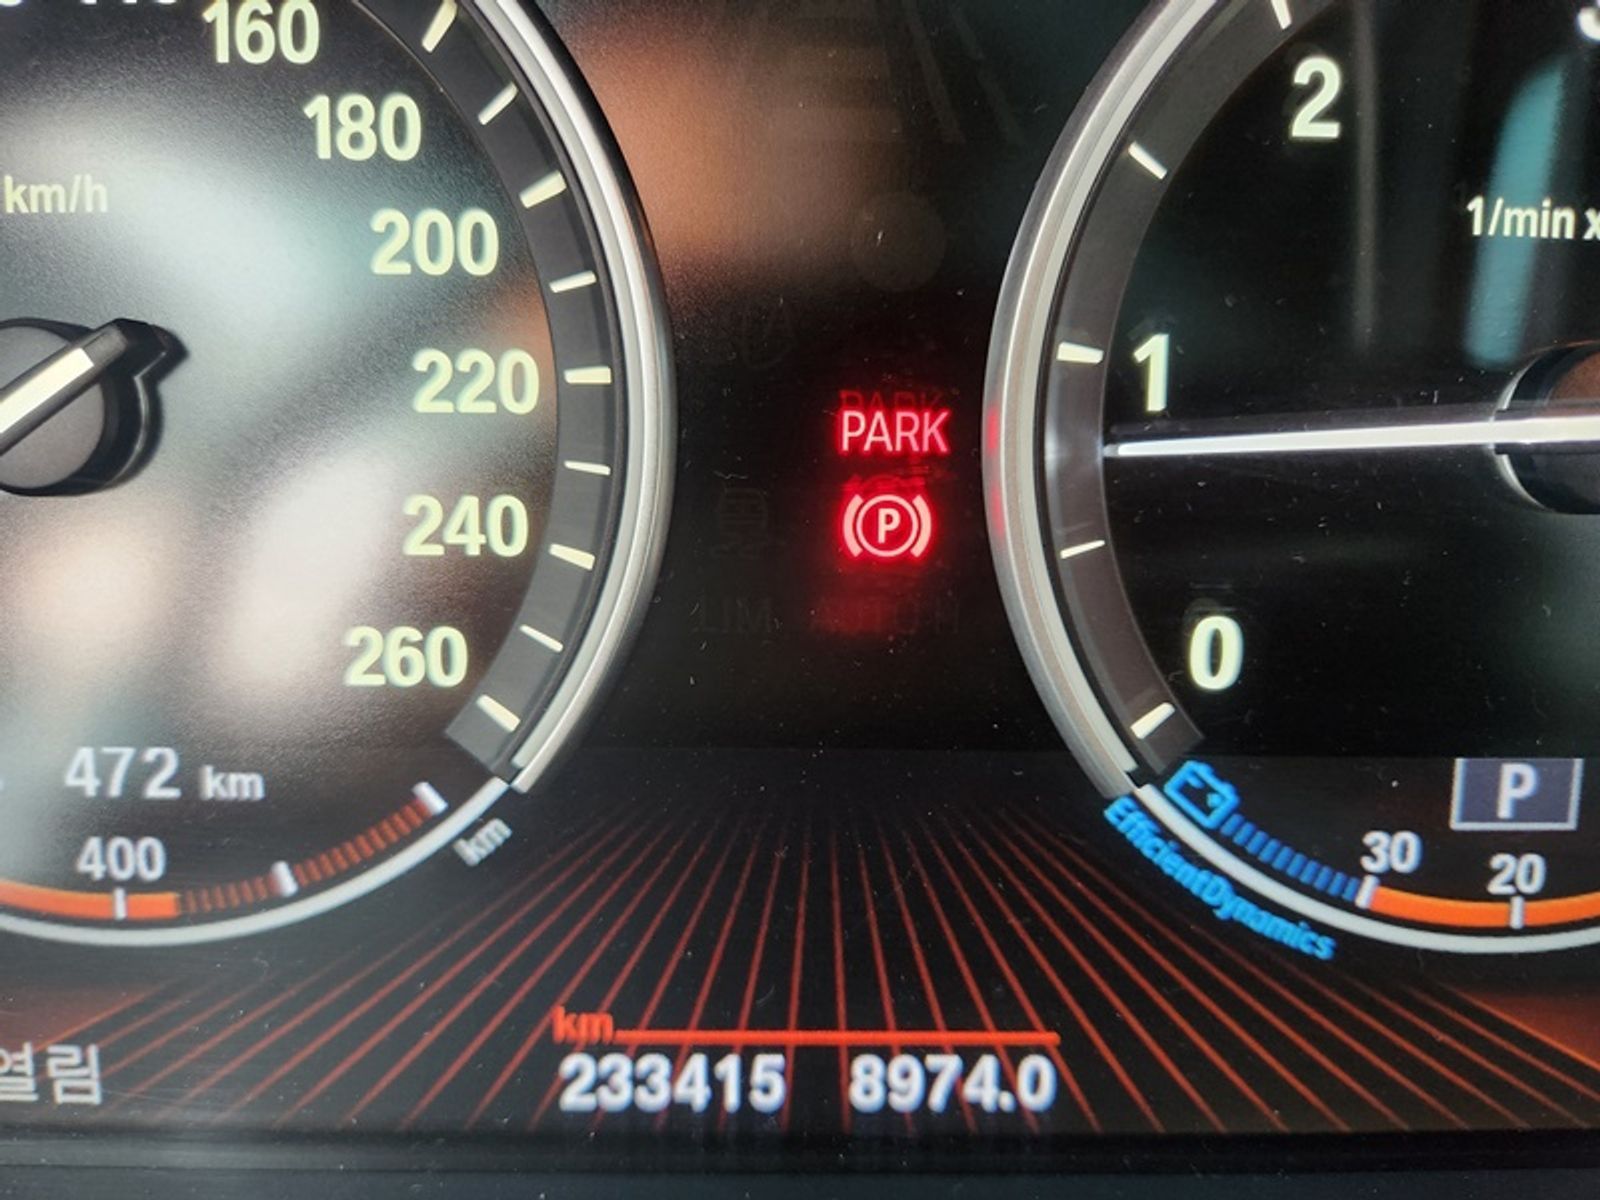 160
180
km/h
200
220
240
260
472 km
400
km
PARK
P
2
1/min x
1
0
P
30
20
EfficientDynamics
열림
km
233415 8974.0